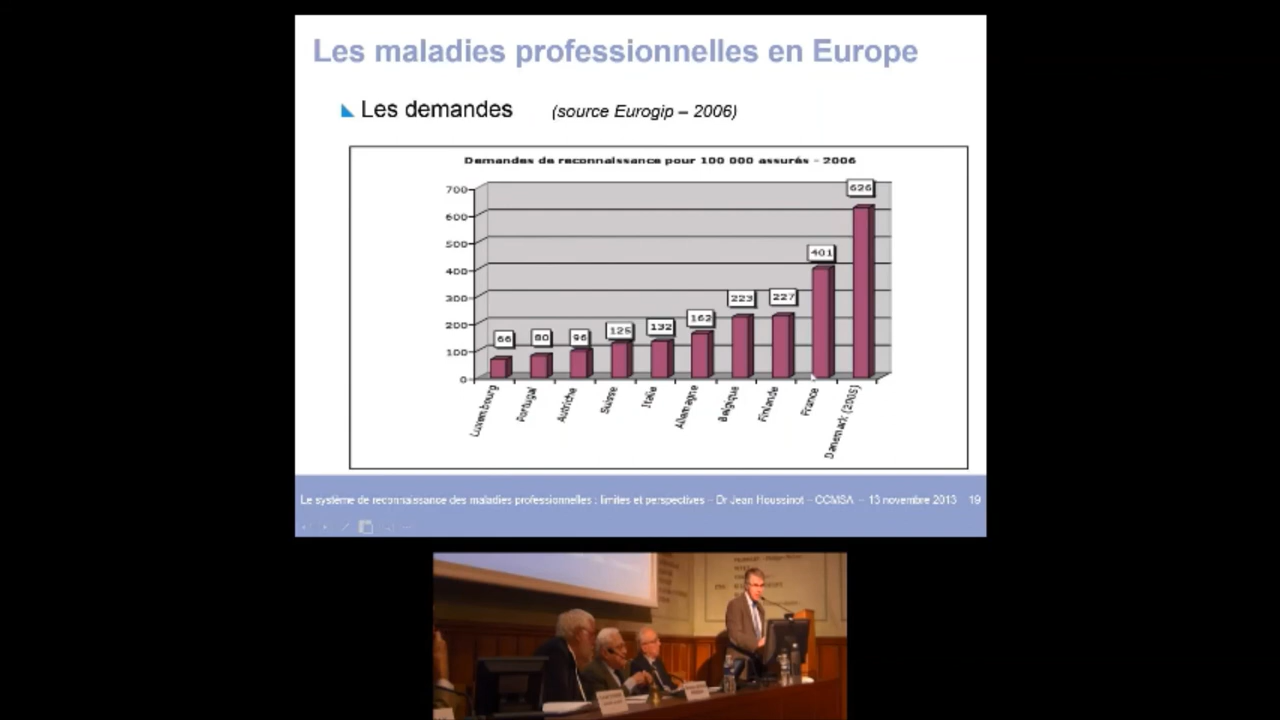 Les maladies professionnelles en Europe
Les demandes (source Eurogip – 2006)
Demandes de reconnaissance pour 100 000 assurés - 2006
700
600
500
400
300
200
100
0
66
80
96
125
132
162
223
227
401
626
Luxembourg
Portugal
Autriche
Suisse
Italie
Allemagne
Belgique
Finlande
France
Danemark (2005)
Le système de reconnaissance des maladies professionnelles : limites et perspectives – Dr Jean Houssinot – CCMSA – 13 novembre 2013 19